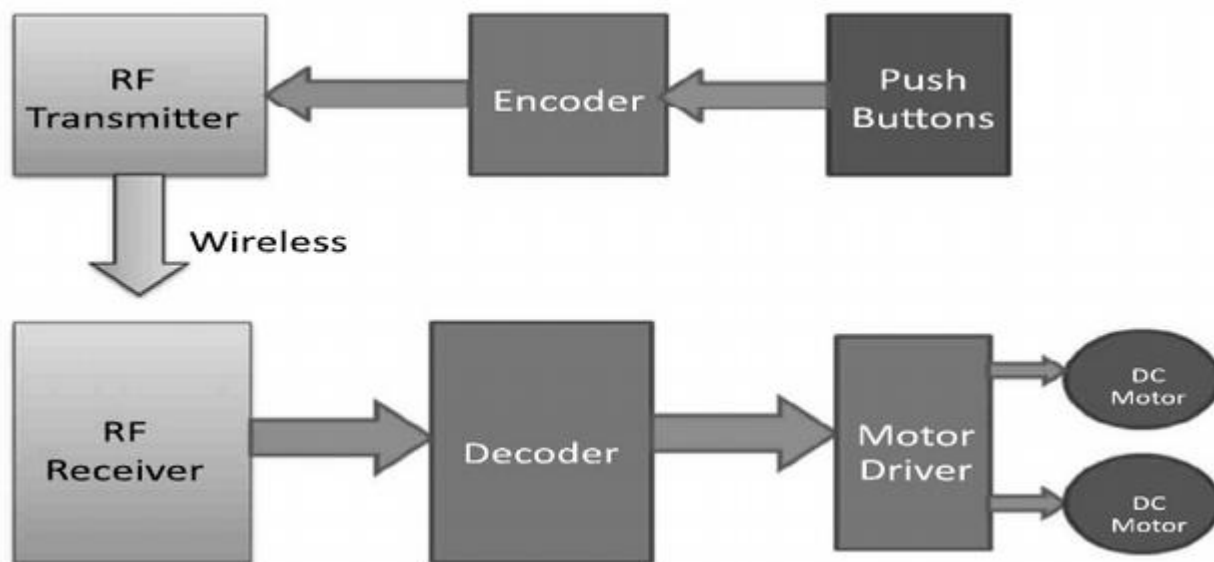 RF
Transmitter
Encoder
Push
Buttons
Wireless
RF
Receiver
Decoder
Motor
Driver
DC
Motor
DC
Motor